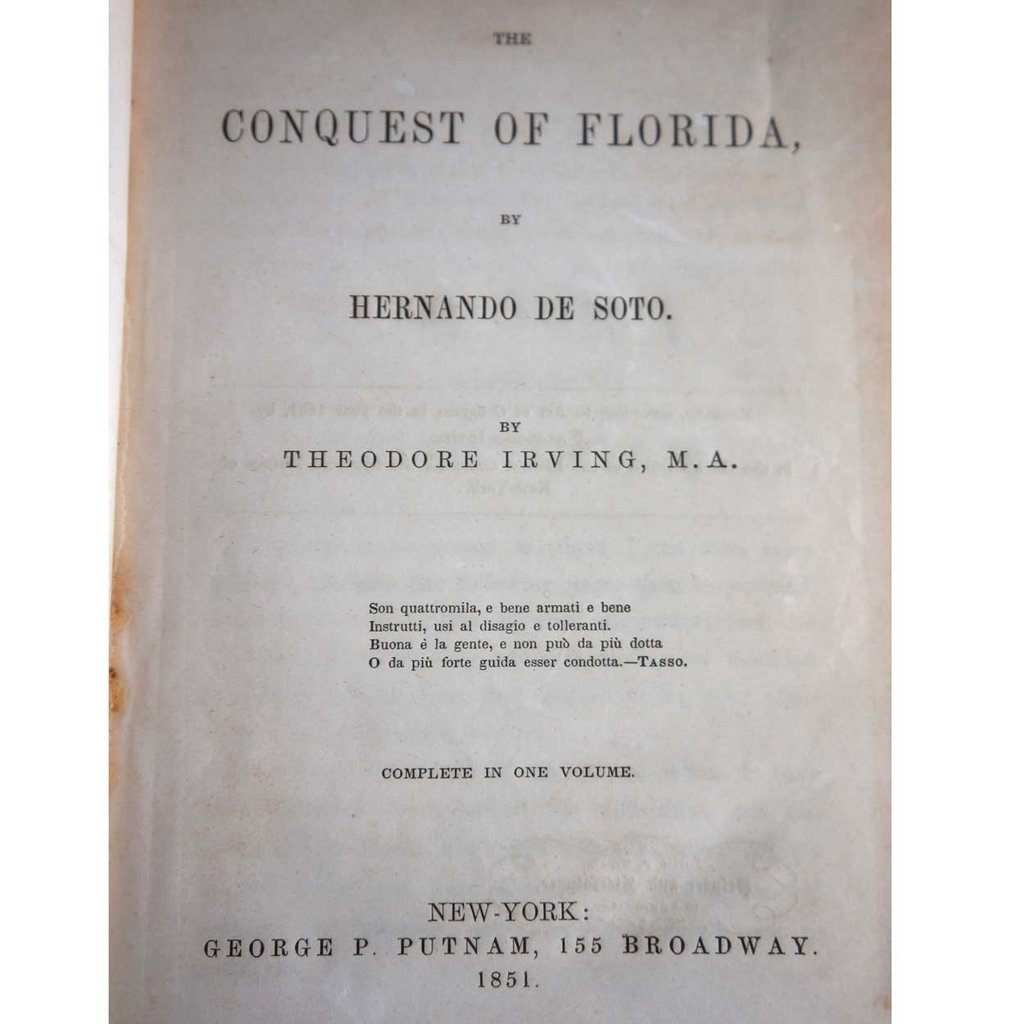 THE
CONQUEST OF FLORIDA,
BY
HERNANDO DE SOTO.
BY
THEODORE IRVING, M.A.
Son quattromila, e bene armati e bene
Instrutti, usi al disagio e tolleranti.
Buona è la gente, e non può da più dotta
O da più forte guida esser condotta.—TASSO.
COMPLETE IN ONE VOLUME.
NEW-YORK:
GEORGE P. PUTNAM, 155 BROADWAY.
1851.